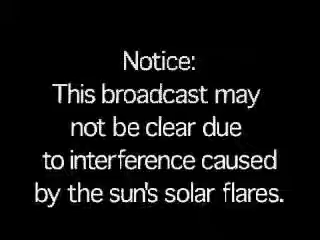 Notice:
This broadcast may
not be clear due
to interference caused
by the sun's solar flares.